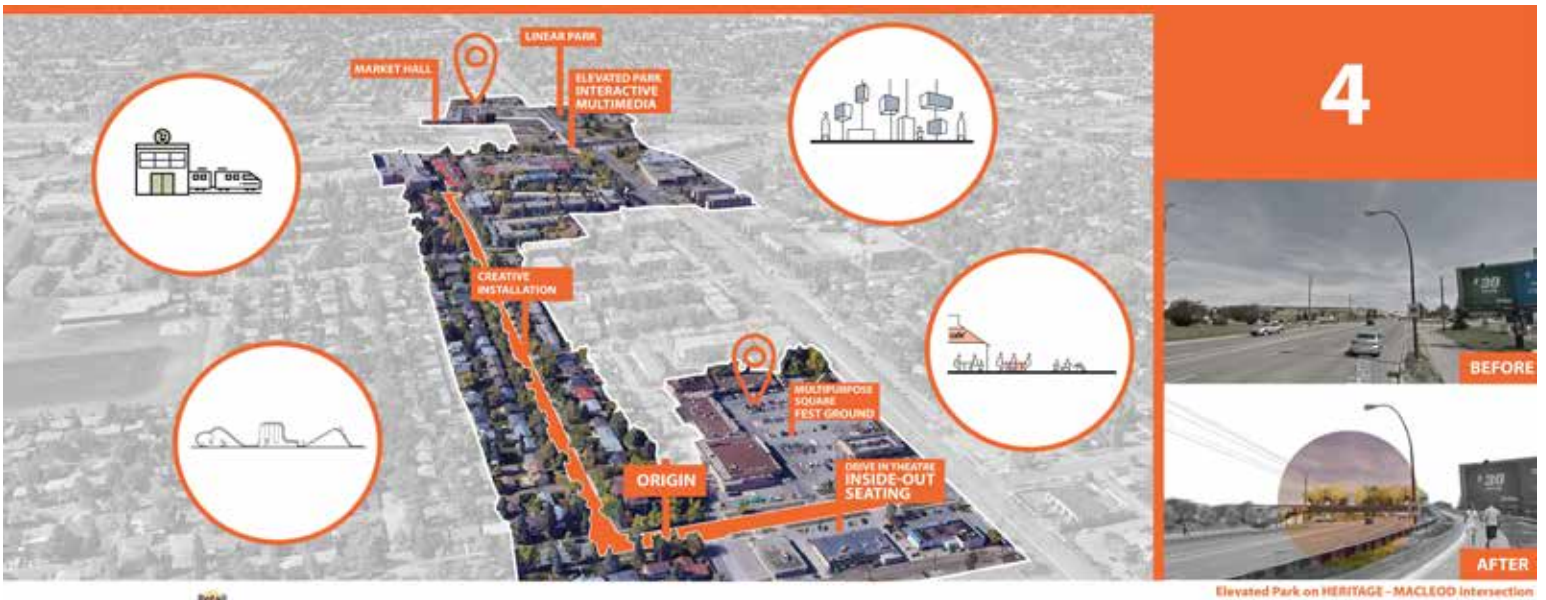 LINEAR PARK
MARKET HALL
ELEVATED PARK
INTERACTIVE
MULTIMEDIA
4
CREATIVE
INSTALLATION
MULTIPURPOSE
SQUARE
FEST GROUND
ORIGIN
DRIVE IN THEATRE
INSIDE-OUT
SEATING
BEFORE
AFTER
Elevated Park on HERITAGE - MACLEOD Intersection
Retail